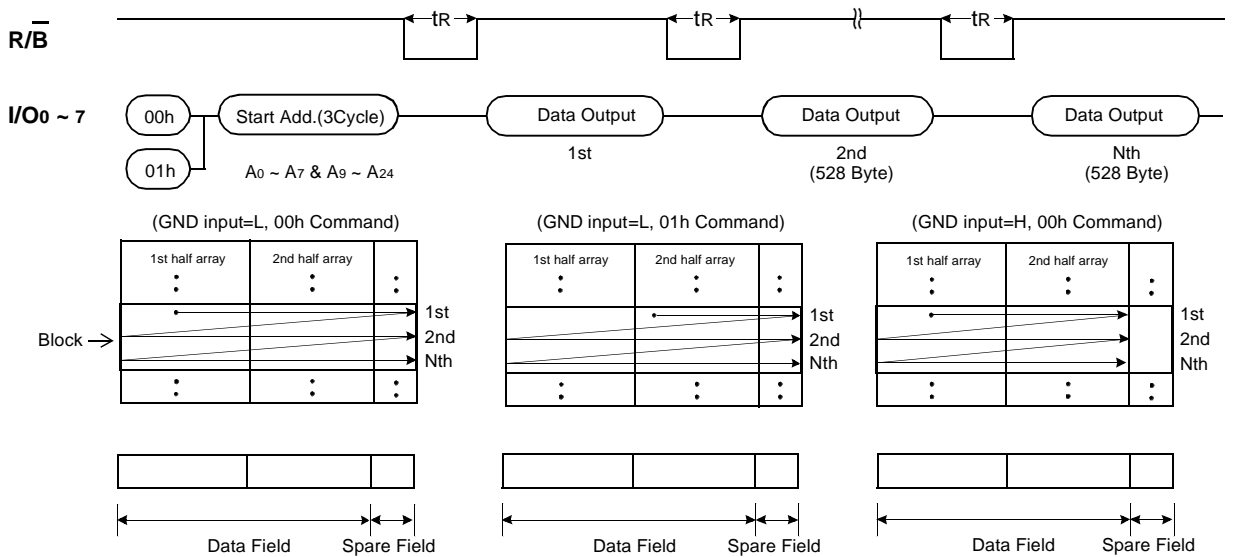 R/B
tR tR tR
I/O0 ~ 7
00h Start Add.(3Cycle) Data Output Data Output Data Output
01h
A0 ~ A7 & A9 ~ A24
1st 2nd Nth
(528 Byte) (528 Byte)
(GND input=L, 00h Command) (GND input=L, 01h Command) (GND input=H, 00h Command)
1st half array 2nd half array 1st half array 2nd half array 1st half array 2nd half array
1st 1st 1st
Block 2nd 2nd 2nd
Nth Nth Nth
Data Field Spare Field Data Field Spare Field Data Field Spare Field